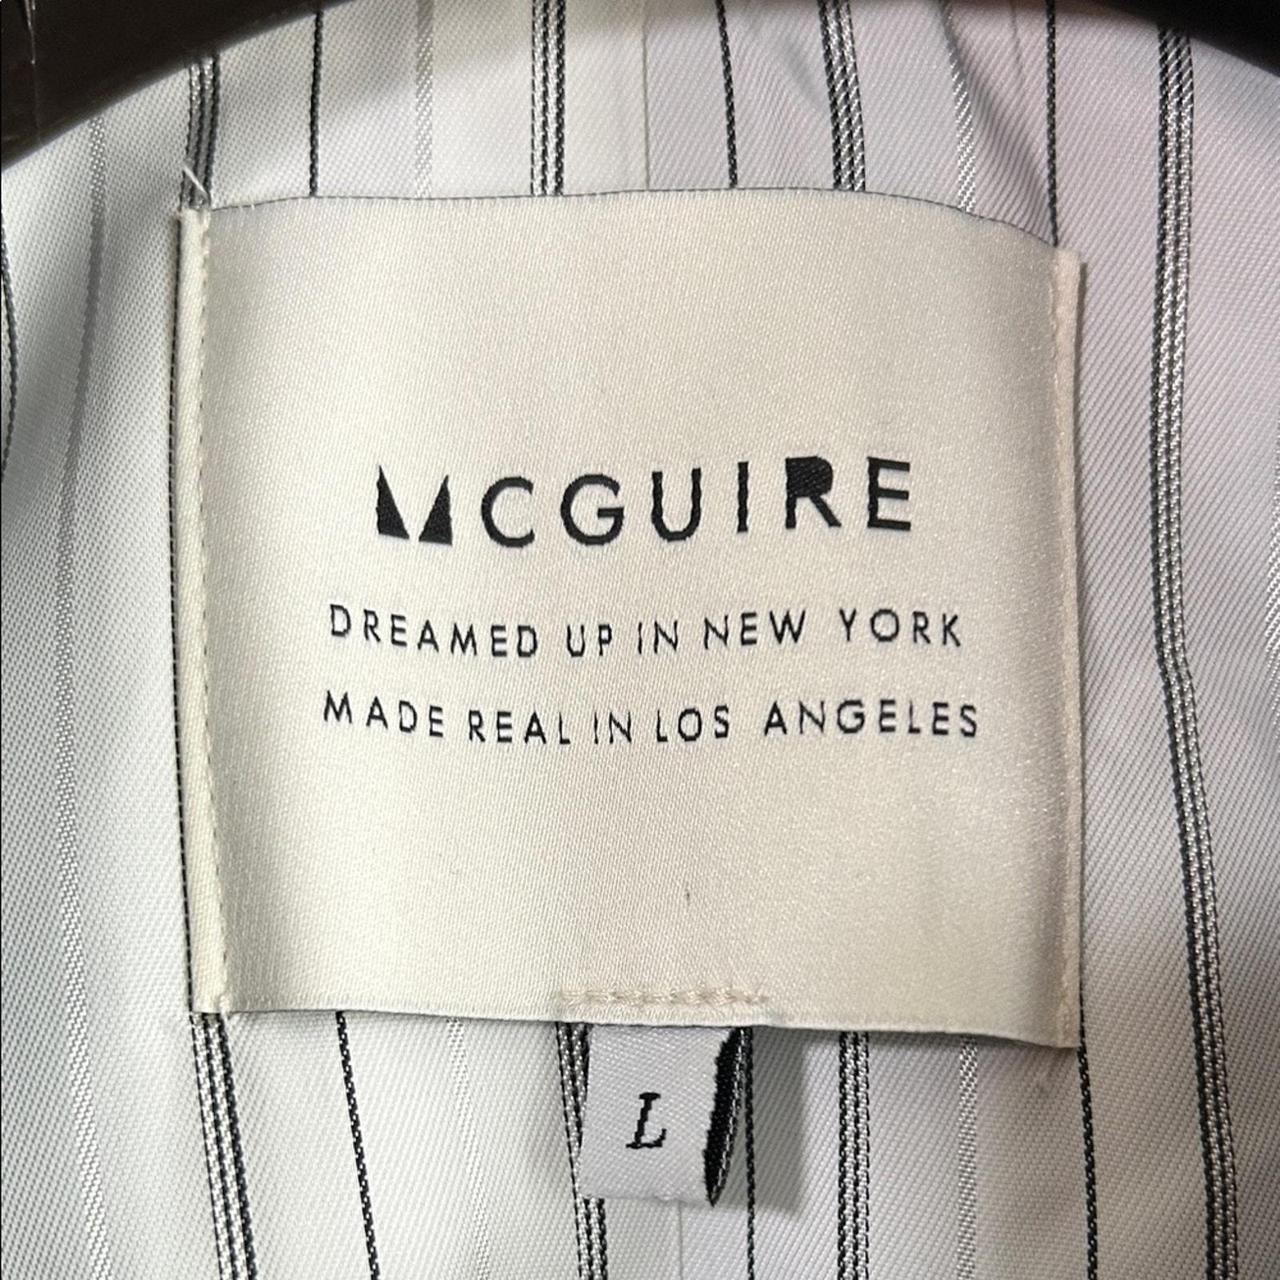 MCGUIRE
DREAMED UP IN NEW YORK
MADE REAL IN LOS ANGELES
L